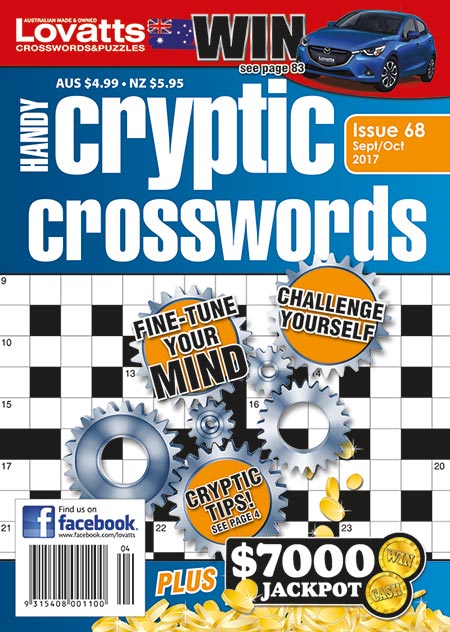 AUSTRALIAN MADE & OWNED
Lovatts
CROSSWORDS&PUZZLES
WIN
see page 83
Lovatts
AUS $4.99 • NZ $5.95
HANDY
cryptic
crosswords
Issue 68
Sept/Oct
2017
9
10
13
15
16
17
20
21
23
FINE-TUNE
YOUR
MIND
CHALLENGE
YOURSELF
CRYPTIC
TIPS!
SEE PAGE 4
Find us on
facebook.
www.facebook.com/lovatts
04
9 315408 001100
PLUS
$7000
JACKPOT
WIN
CASH